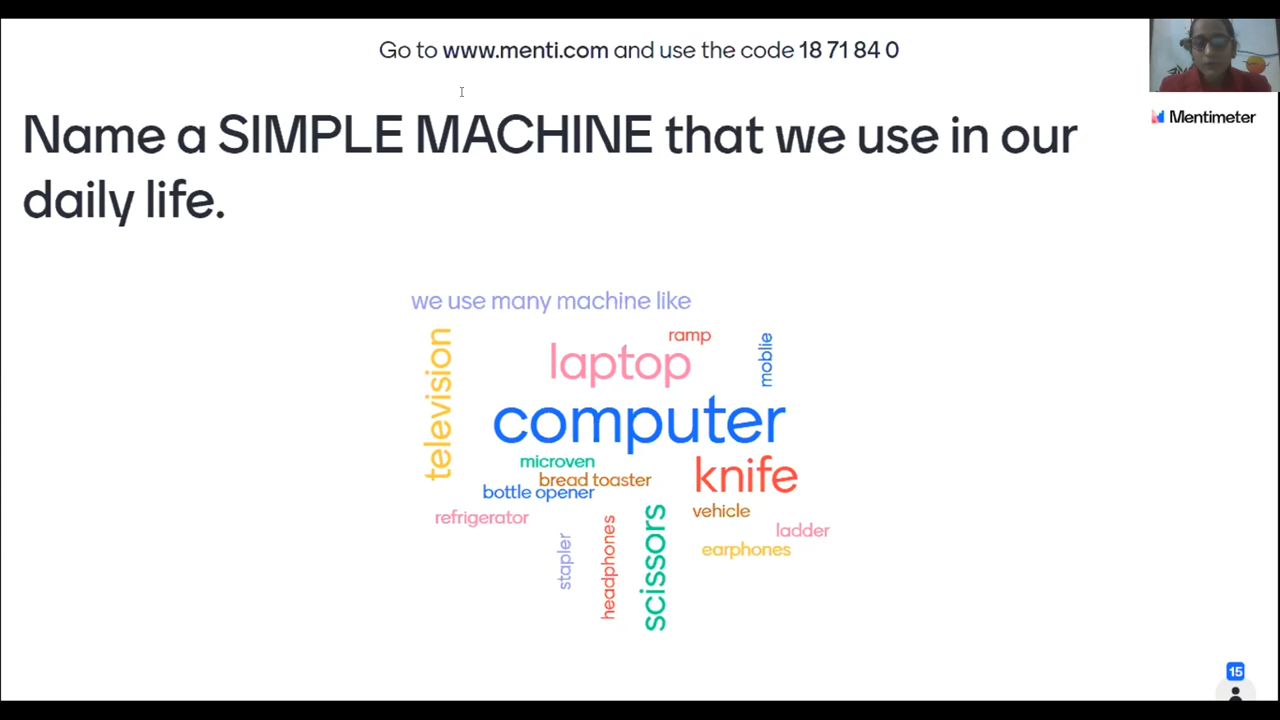 Go to www.menti.com and use the code 18 71 84 0
Mentimeter
Name a SIMPLE MACHINE that we use in our
daily life.
we use many machine like
television
ramp
laptop
moblie
computer
microven
knife
bread toaster
bottle opener
vehicle
refrigerator
scissors
ladder
stapler
headphones
earphones
15